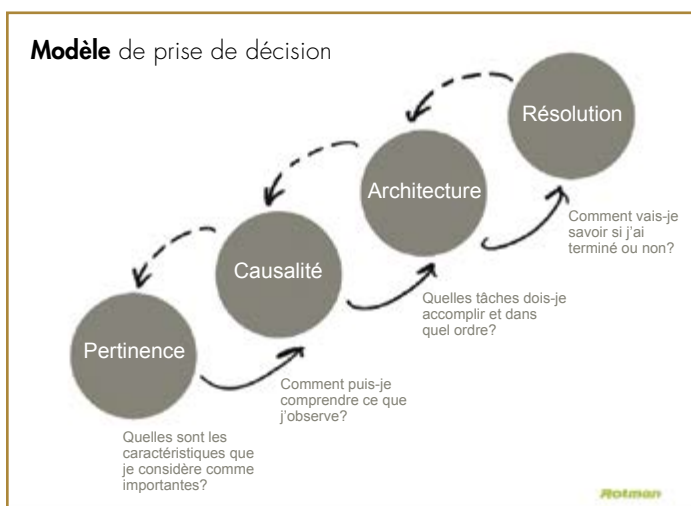 Modèle de prise de décision
Résolution
Architecture
Comment vais-je
savoir si j'ai
terminé ou non?
Causalité
Quelles tâches dois-je
accomplir et dans
quel ordre?
Pertinence
Comment puis-je
comprendre ce que
j'observe?
Quelles sont les
caractéristiques que
je considère comme
importantes?
Rotman